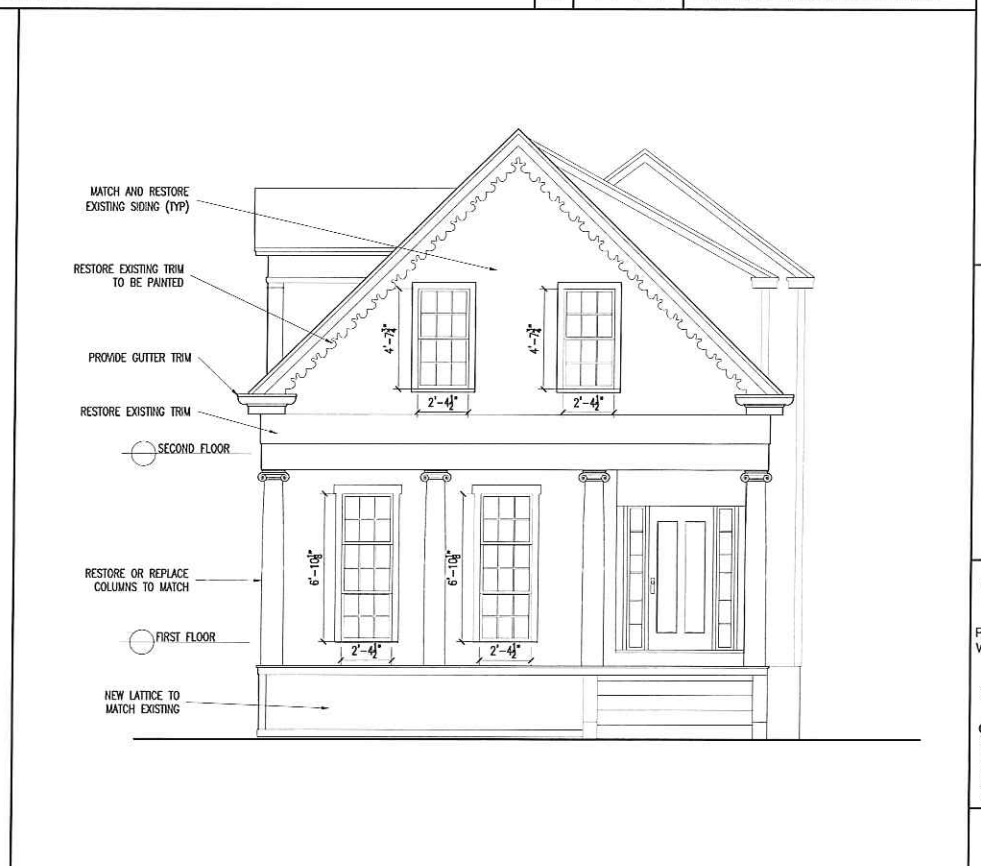 MATCH AND RESTORE
EXISTING SIDING (TYP)
RESTORE EXISTING TRIM
TO BE PAINTED
4'-7¾"
4'-7¾"
PROVIDE GUTTER TRIM
2'-4½"
2'-4½"
RESTORE EXISTING TRIM
SECOND FLOOR
6'-10⅛"
6'-10⅛"
RESTORE OR REPLACE
COLUMNS TO MATCH
FIRST FLOOR
2'-4½"
2'-4½"
NEW LATTICE TO
MATCH EXISTING